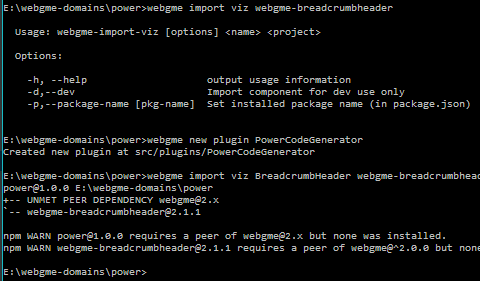 E:\webgme-domains\power>webgme import viz webgme-breadcrumbheader
Usage: webgme-import-viz [options] <name> <project>
Options:
-h, --help output usage information
-d,--dev Import component for dev use only
-p,--package-name [pkg-name] Set installed package name (in package.json)
E:\webgme-domains\power>webgme new plugin PowerCodeGenerator
Created new plugin at src/plugins/PowerCodeGenerator
E:\webgme-domains\power>webgme import viz BreadcrumbHeader webgme-breadcrumbhead
power@1.0.0 E:\webgme-domains\power
+-- UNMET PEER DEPENDENCY webgme@2.x
`-- webgme-breadcrumbheader@2.1.1
npm WARN power@1.0.0 requires a peer of webgme@2.x but none was installed.
npm WARN webgme-breadcrumbheader@2.1.1 requires a peer of webgme@^2.0.0 but none
E:\webgme-domains\power>